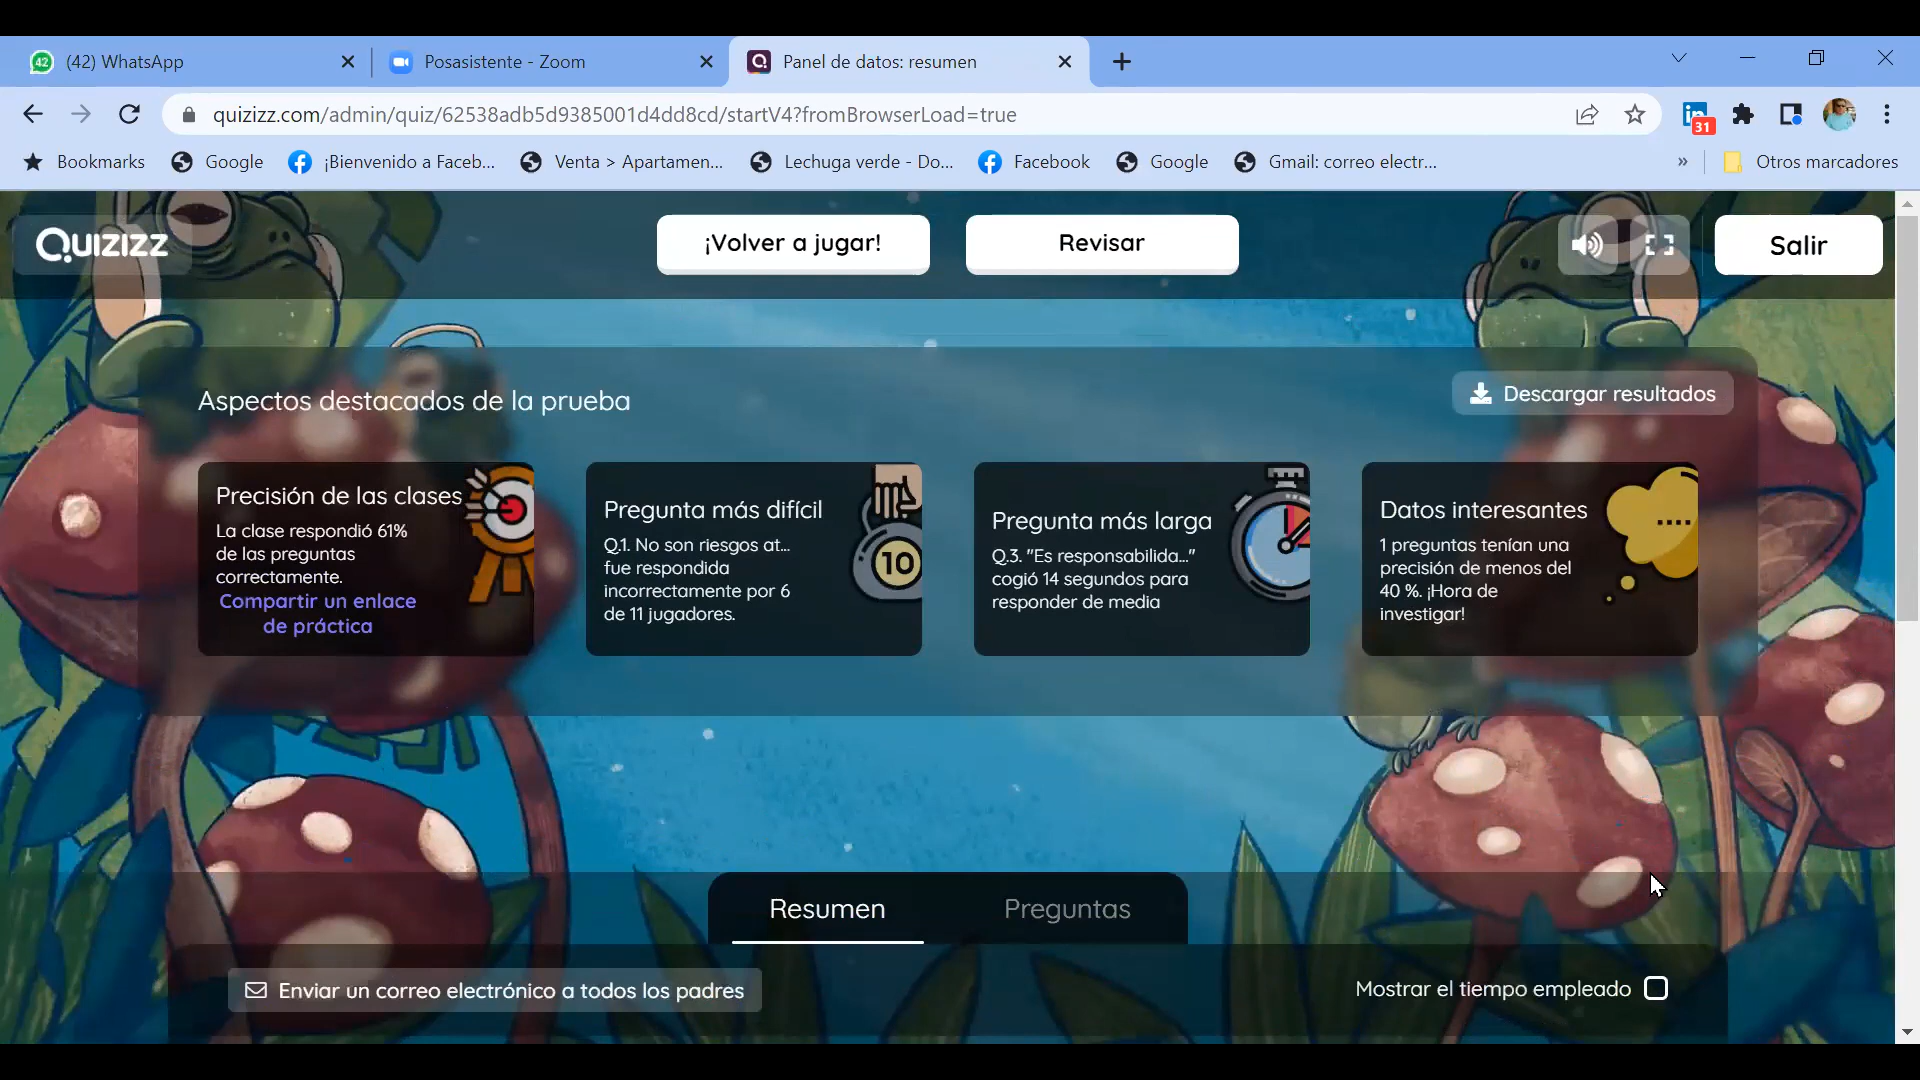 42 (42) WhatsApp
Posasistente - Zoom
Panel de datos: resumen
quizizz.com/admin/quiz/62538adb5d9385001d4dd8cd/startV4?fromBrowserLoad=true
in
31
Bookmarks
Google
¡Bienvenido a Faceb...
Venta > Apartamen...
Lechuga verde - Do...
Facebook
Google
Gmail: correo electr...
»
Otros marcadores
Quizizz
¡Volver a jugar!
Revisar
Salir
Aspectos destacados de la prueba
Descargar resultados
Precisión de las clases
La clase respondió 61%
de las preguntas
correctamente.
Compartir un enlace
de práctica
Pregunta más difícil
Q.1. No son riesgos at...
fue respondida
incorrectamente por 6
de 11 jugadores.
10
Pregunta más larga
Q.3. "Es responsabilida..."
cogió 14 segundos para
responder de media
Datos interesantes
1 preguntas tenían una
precisión de menos del
40 %. ¡Hora de
investigar!
Resumen
Preguntas
Enviar un correo electrónico a todos los padres
Mostrar el tiempo empleado